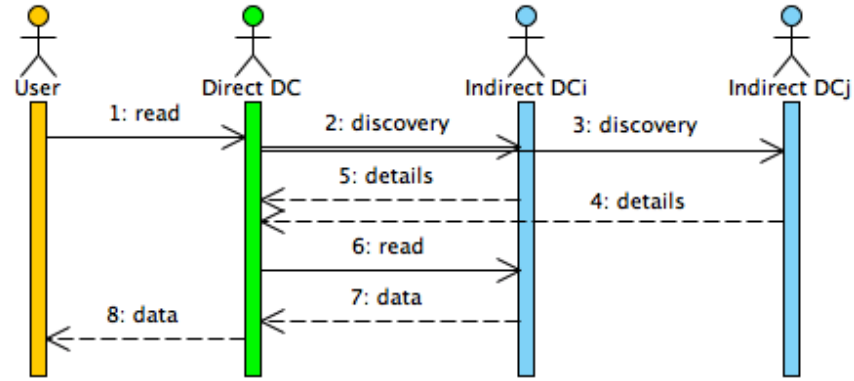 User
Direct DC
Indirect DCi
Indirect DCj
1: read
2: discovery
3: discovery
5: details
4: details
6: read
7: data
8: data